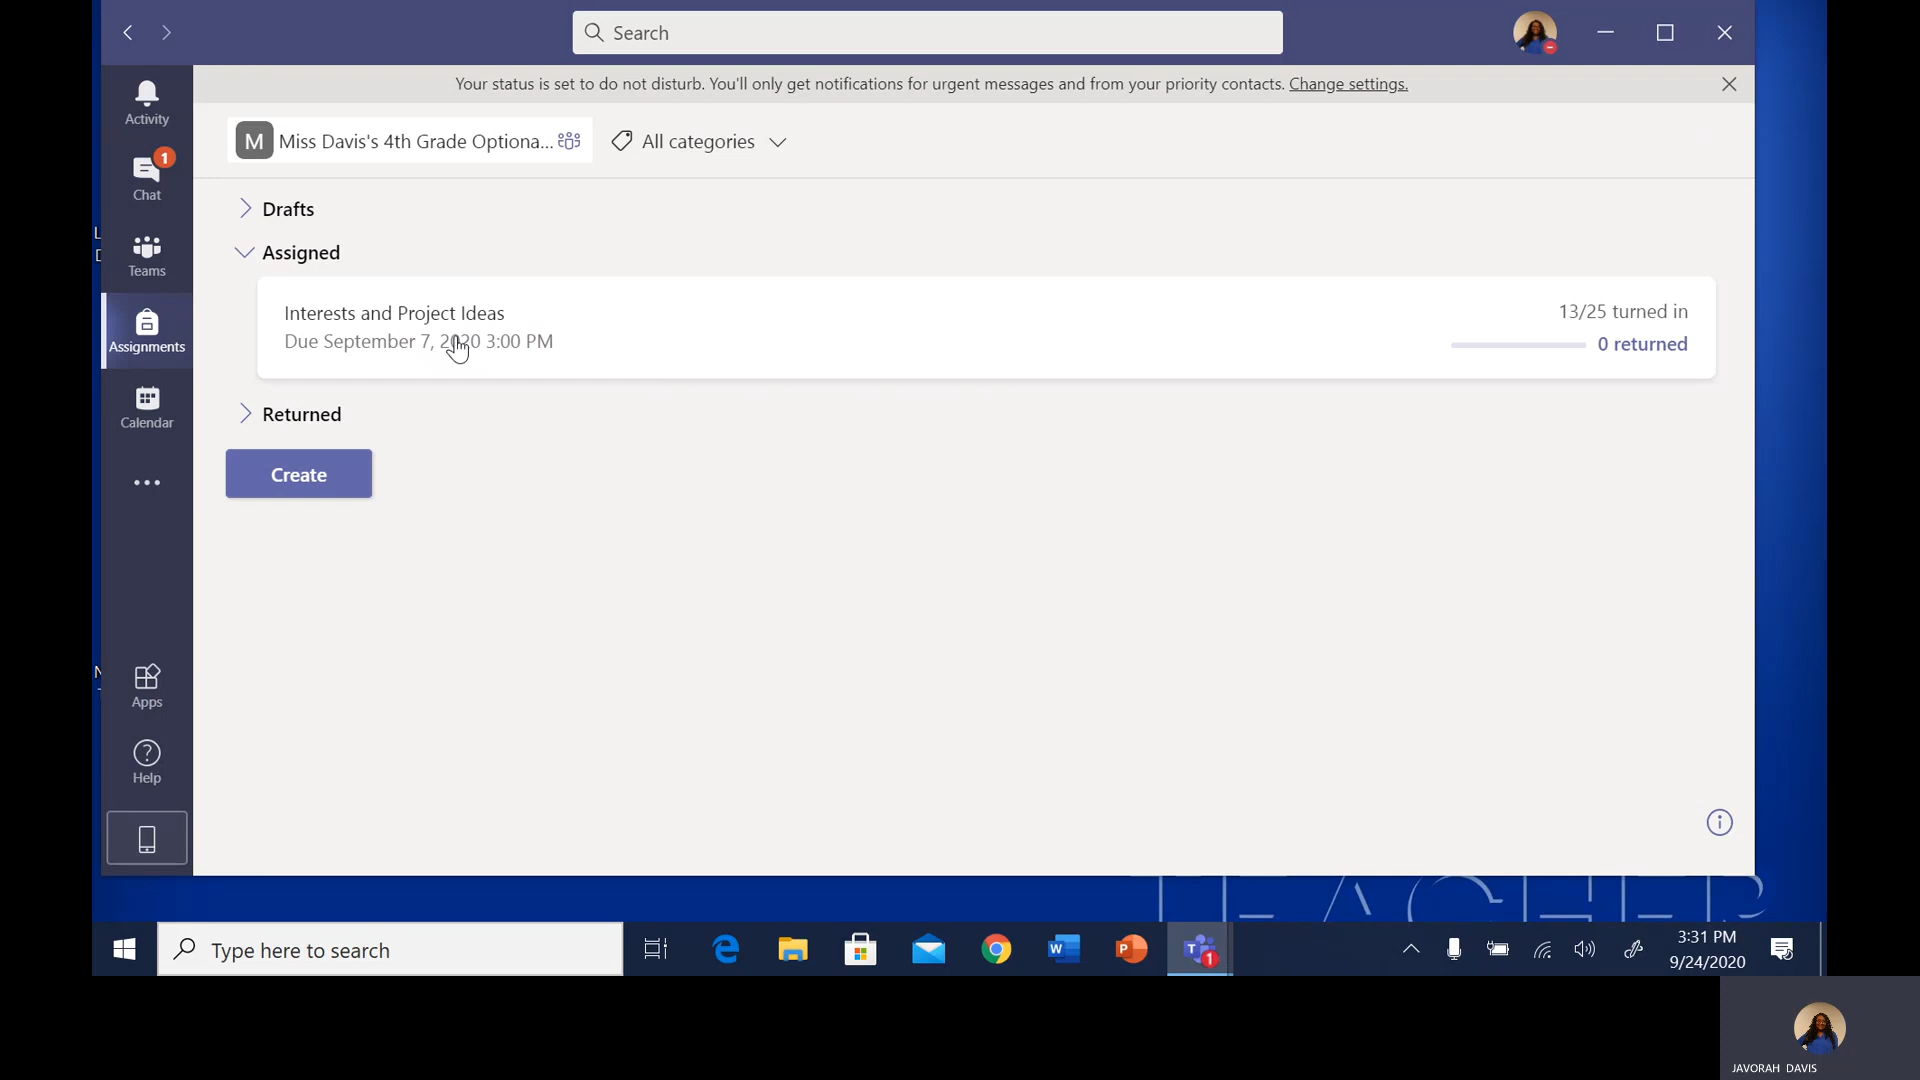 Search
Your status is set to do not disturb. You'll only get notifications for urgent messages and from your priority contacts. Change settings.
Activity
M Miss Davis's 4th Grade Optiona... All categories
1
Chat
Drafts
Teams
Assigned
Interests and Project Ideas 13/25 turned in
Due September 7, 2020 3:00 PM 0 returned
Assignments
Calendar
Returned
Create
Apps
Help
TEACHER
Type here to search
W
P
T
1
3:31 PM
9/24/2020
JAVORAH DAVIS